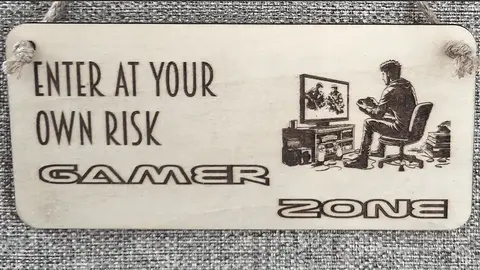 ENTER AT YOUR
OWN RISK
GAMER
ZONE